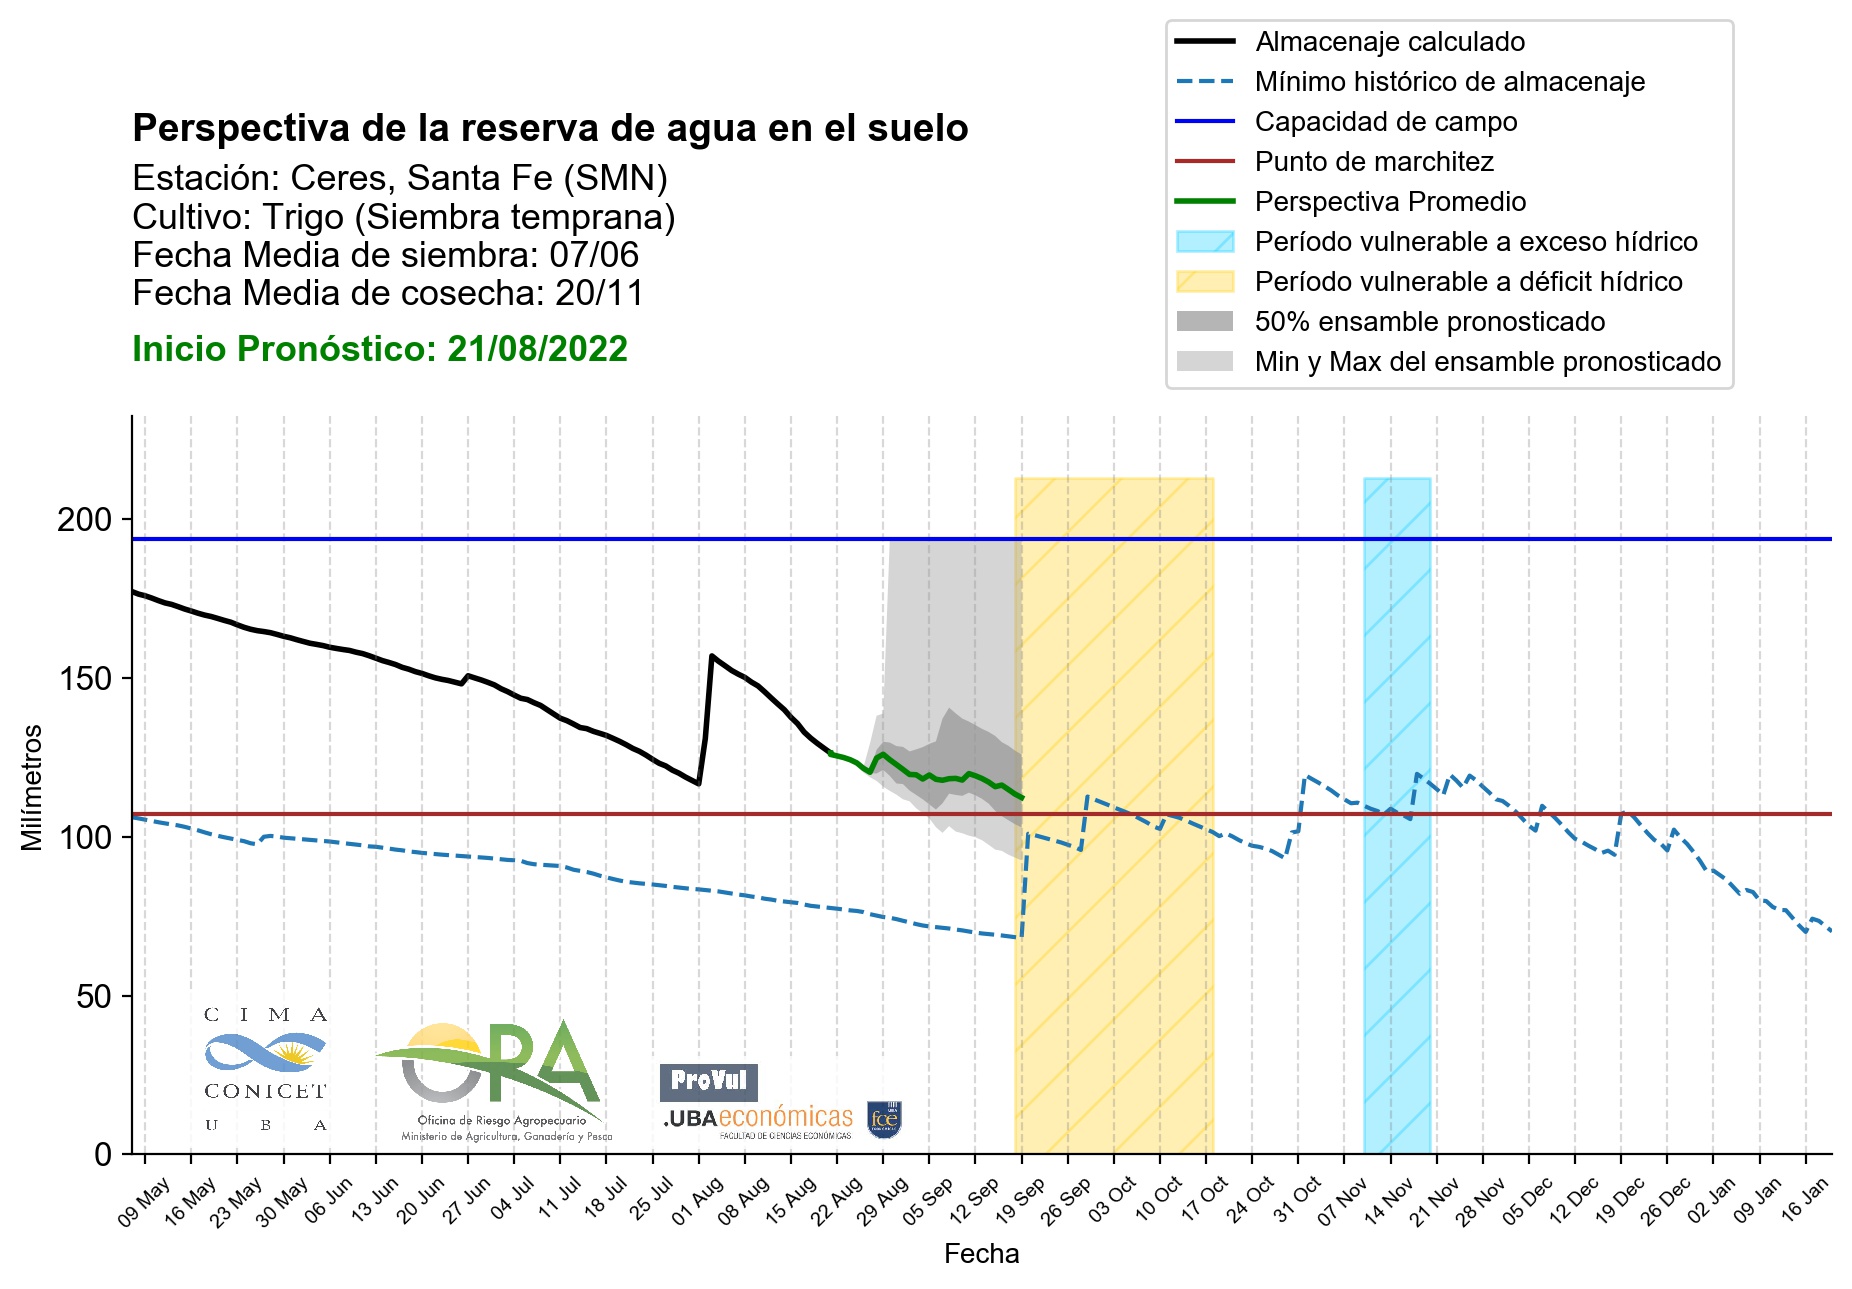 Almacenaje calculado
Mínimo histórico de almacenaje
Capacidad de campo
Punto de marchitez
Perspectiva Promedio
Período vulnerable a exceso hídrico
Período vulnerable a déficit hídrico
50% ensamble pronosticado
Min y Max del ensamble pronosticado
Perspectiva de la reserva de agua en el suelo
Estación: Ceres, Santa Fe (SMN)
Cultivo: Trigo (Siembra temprana)
Fecha Media de siembra: 07/06
Fecha Media de cosecha: 20/11
Inicio Pronóstico: 21/08/2022
Milímetros
200
150
100
50
0
CIMA
CONICET
UBA
OPA
Oficina de Riesgo Agropecuario
Ministerio de Agricultura, Ganadería y Pesca
ProVul
.UBAeconómicas
FACULTAD DE CIENCIAS ECONÓMICAS
fce
09 May
16 May
23 May
30 May
06 Jun
13 Jun
20 Jun
27 Jun
04 Jul
11 Jul
18 Jul
25 Jul
01 Aug
08 Aug
15 Aug
22 Aug
29 Aug
05 Sep
12 Sep
19 Sep
26 Sep
03 Oct
10 Oct
17 Oct
24 Oct
31 Oct
07 Nov
14 Nov
21 Nov
28 Nov
05 Dec
12 Dec
19 Dec
26 Dec
02 Jan
09 Jan
16 Jan
Fecha